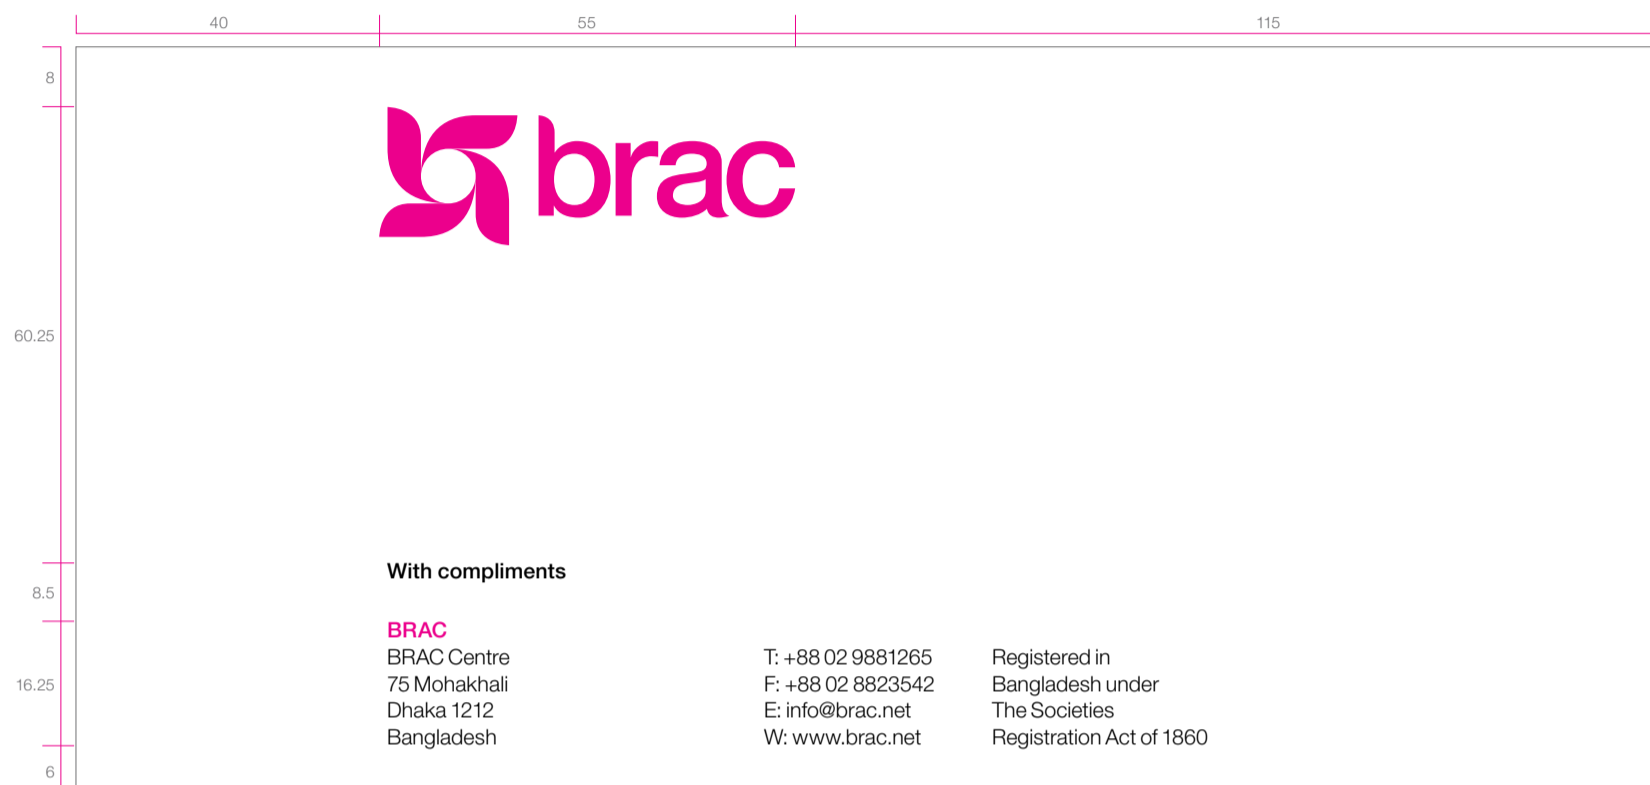 40 55 115
8
brac
60.25
With compliments
8.5
BRAC
BRAC Centre
75 Mohakhali
Dhaka 1212
Bangladesh
T: +88 02 9881265
F: +88 02 8823542
E: info@brac.net
W: www.brac.net
Registered in
Bangladesh under
The Societies
Registration Act of 1860
16.25
6